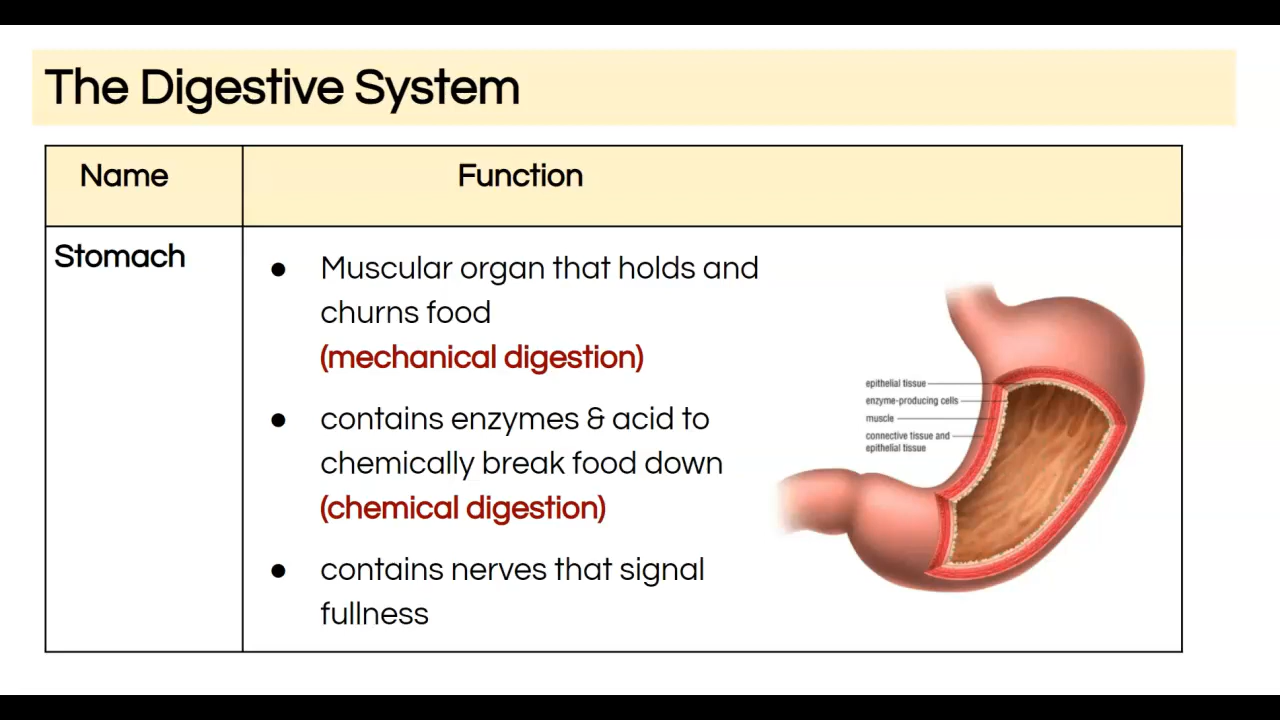 The Digestive System
Name
Function
Stomach
● Muscular organ that holds and
churns food
(mechanical digestion)
● contains enzymes & acid to
chemically break food down
(chemical digestion)
● contains nerves that signal
fullness
epithelial tissue
enzyme-producing cells
muscle
connective tissue and
epithelial tissue